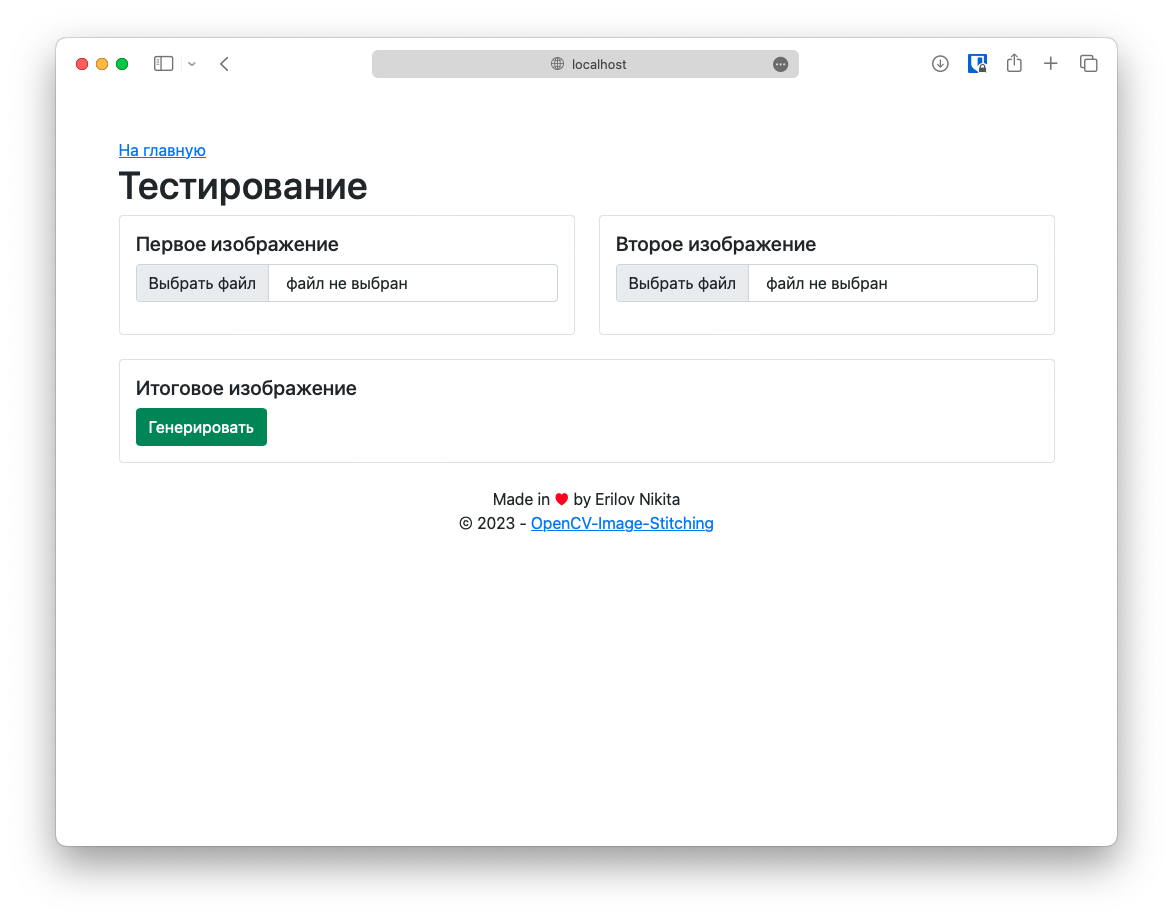 localhost
На главную
Тестирование
Первое изображение
Выбрать файл файл не выбран
Второе изображение
Выбрать файл файл не выбран
Итоговое изображение
Генерировать
Made in ❤ by Erilov Nikita
© 2023 - OpenCV-Image-Stitching